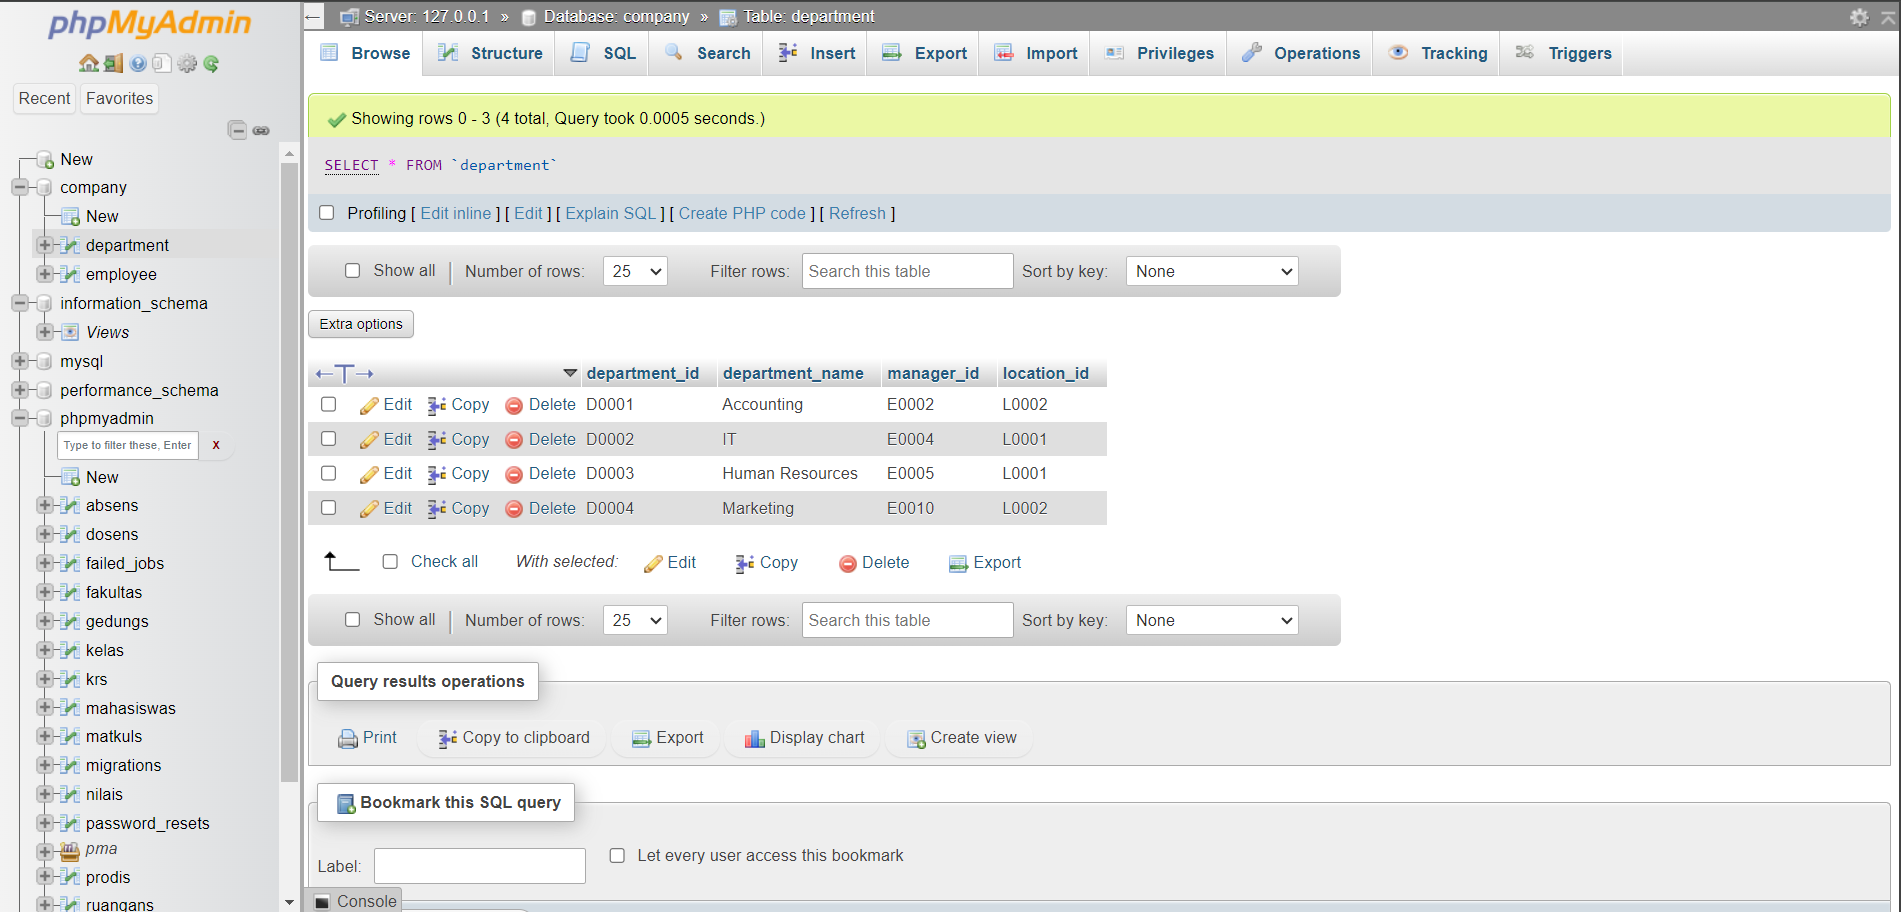 phpMyAdmin
Recent Favorites
New
company
New
department
employee
information_schema
Views
mysql
performance_schema
phpmyadmin
Type to filter these, Enter X
New
absens
dosens
failed_jobs
fakultas
gedungs
kelas
krs
mahasiswas
matkuls
migrations
nilais
password_resets
pma
prodis
ruangans
Server: 127.0.0.1 » Database: company » Table: department
Browse Structure SQL Search Insert Export Import Privileges Operations Tracking Triggers
Showing rows 0 - 3 (4 total, Query took 0.0005 seconds.)
SELECT * FROM `department`
Profiling [ Edit inline ] [ Edit ] [ Explain SQL ] [ Create PHP code ] [ Refresh ]
Show all | Number of rows: 25 Filter rows: Search this table Sort by key: None
Extra options
←T→ department_id department_name manager_id location_id
Edit Copy Delete D0001 Accounting E0002 L0002
Edit Copy Delete D0002 IT E0004 L0001
Edit Copy Delete D0003 Human Resources E0005 L0001
Edit Copy Delete D0004 Marketing E0010 L0002
Check all With selected: Edit Copy Delete Export
Show all | Number of rows: 25 Filter rows: Search this table Sort by key: None
Query results operations
Print Copy to clipboard Export Display chart Create view
Bookmark this SQL query
Label: Let every user access this bookmark
Console